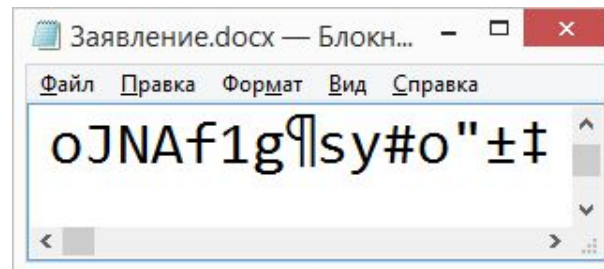 Заявление.docx — Блокн...
Файл Правка Формат Вид Справка
oJNAf1g¶sy#o"±‡